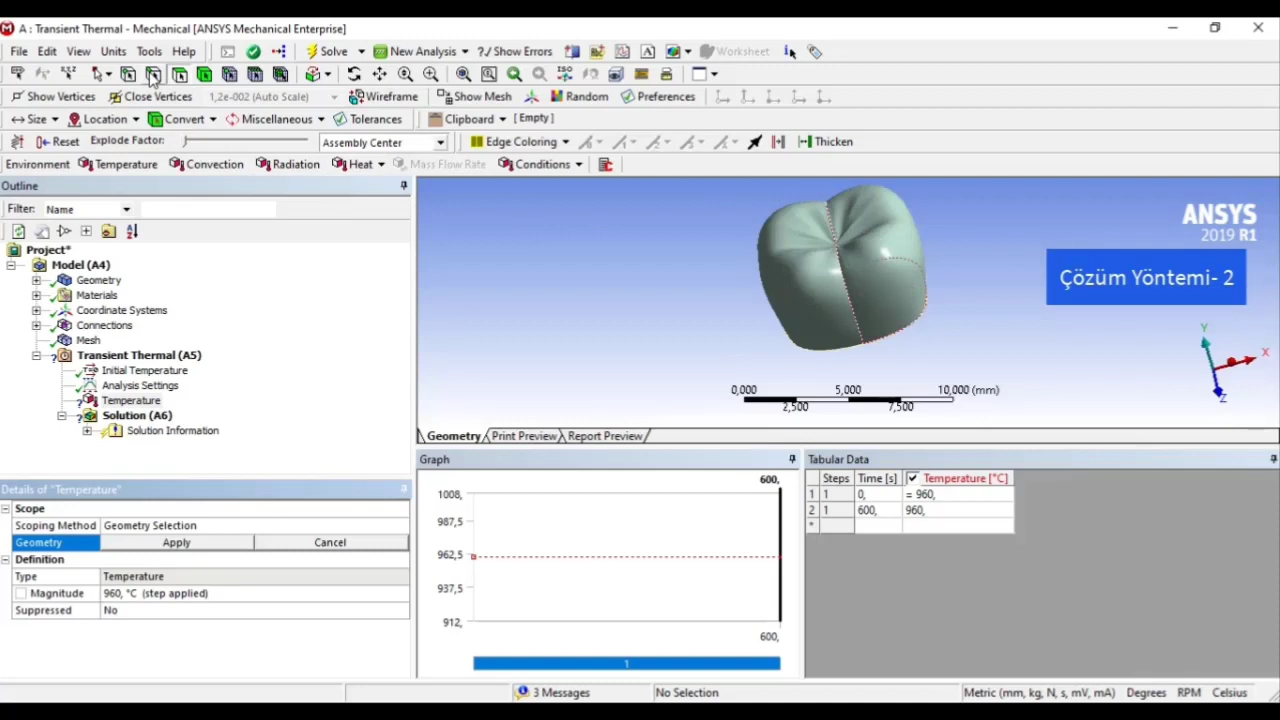 A : Transient Thermal - Mechanical [ANSYS Mechanical Enterprise]
File Edit View Units Tools Help Solve New Analysis ?/ Show Errors A Worksheet i
ISO
Show Vertices Close Vertices 1,2e-002 (Auto Scale) Wireframe Show Mesh Random Preferences
Size Location Convert Miscellaneous Tolerances Clipboard [ Empty ]
Reset Explode Factor: Assembly Center Edge Coloring Thicken
Environment Temperature Convection Radiation Heat Mass Flow Rate Conditions
Outline
Filter: Name
Project*
Model (A4)
Geometry
Materials
Coordinate Systems
Connections
Mesh
Transient Thermal (A5)
Initial Temperature
Analysis Settings
Temperature
Solution (A6)
Solution Information
ANSYS
2019 R1
Çözüm Yöntemi- 2
Y
X
Z
0,000 5,000 10,000 (mm)
2,500 7,500
Geometry Print Preview Report Preview
Details of "Temperature"
Scope
Scoping Method Geometry Selection
Geometry Apply Cancel
Definition
Type Temperature
Magnitude 960, °C (step applied)
Suppressed No
Graph
600,
1008,
987,5
962,5
937,5
912,
600,
1
Tabular Data
Steps Time [s] Temperature [°C]
1 1 0, = 960,
2 1 600, 960,
*
3 Messages No Selection Metric (mm, kg, N, s, mV, mA) Degrees RPM Celsius